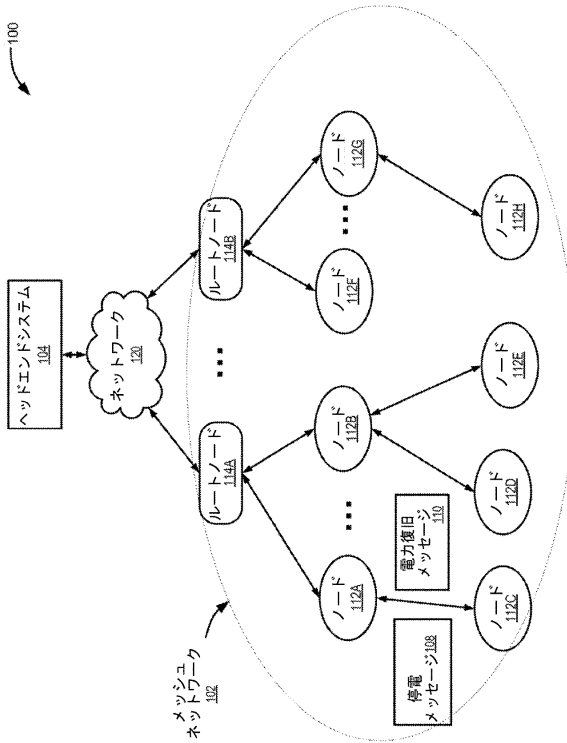 100
ヘッドエンドシステム
104
ネットワーク
120
メッシュ
ネットワーク
102
ルートノード
114A
ルートノード
114B
ノード
112A
ノード
112B
ノード
112F
ノード
112G
停電
メッセージ108
電力復旧
メッセージ
110
ノード
112C
ノード
112D
ノード
112E
ノード
112H